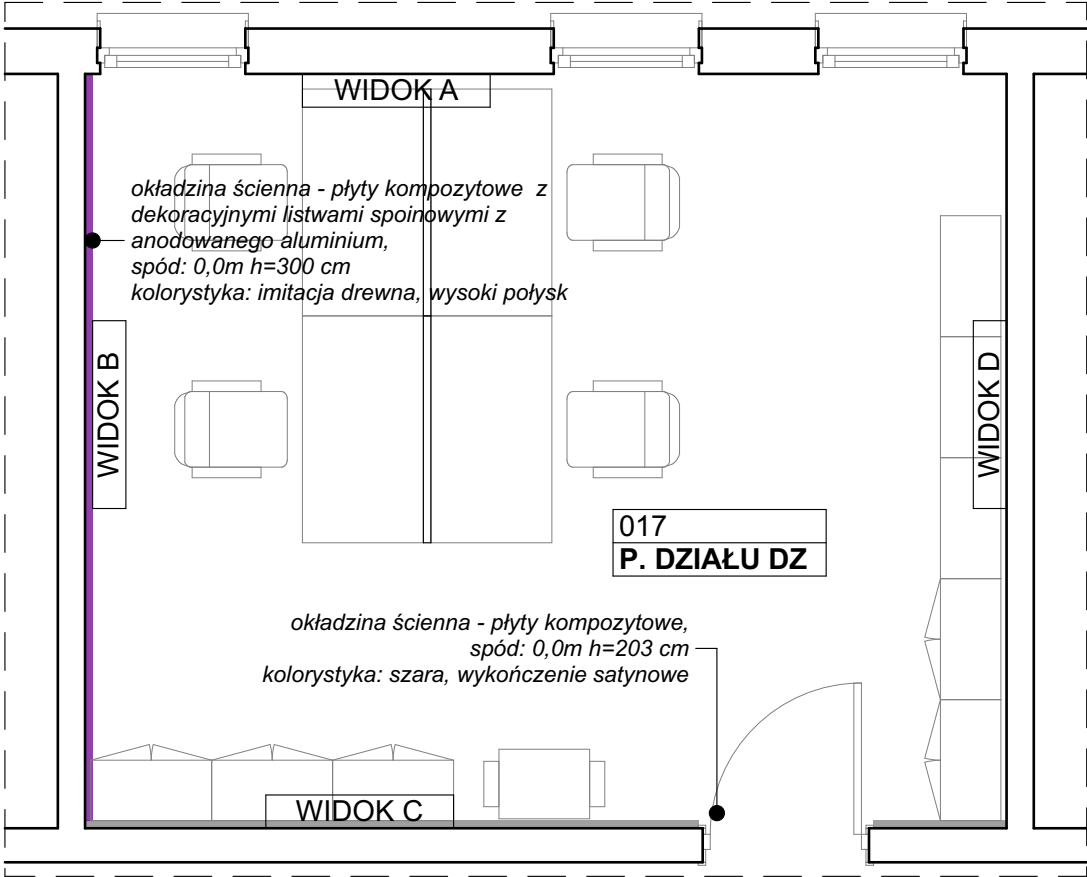 WIDOK A
okładzina ścienna - płyty kompozytowe z
dekoracyjnymi listwami spoinowymi z
anodowanego aluminium,
spód: 0,0m h=300 cm
kolorystyka: imitacja drewna, wysoki połysk
WIDOK B
WIDOK D
017
P. DZIAŁU DZ
okładzina ścienna - płyty kompozytowe,
spód: 0,0m h=203 cm
kolorystyka: szara, wykończenie satynowe
WIDOK C